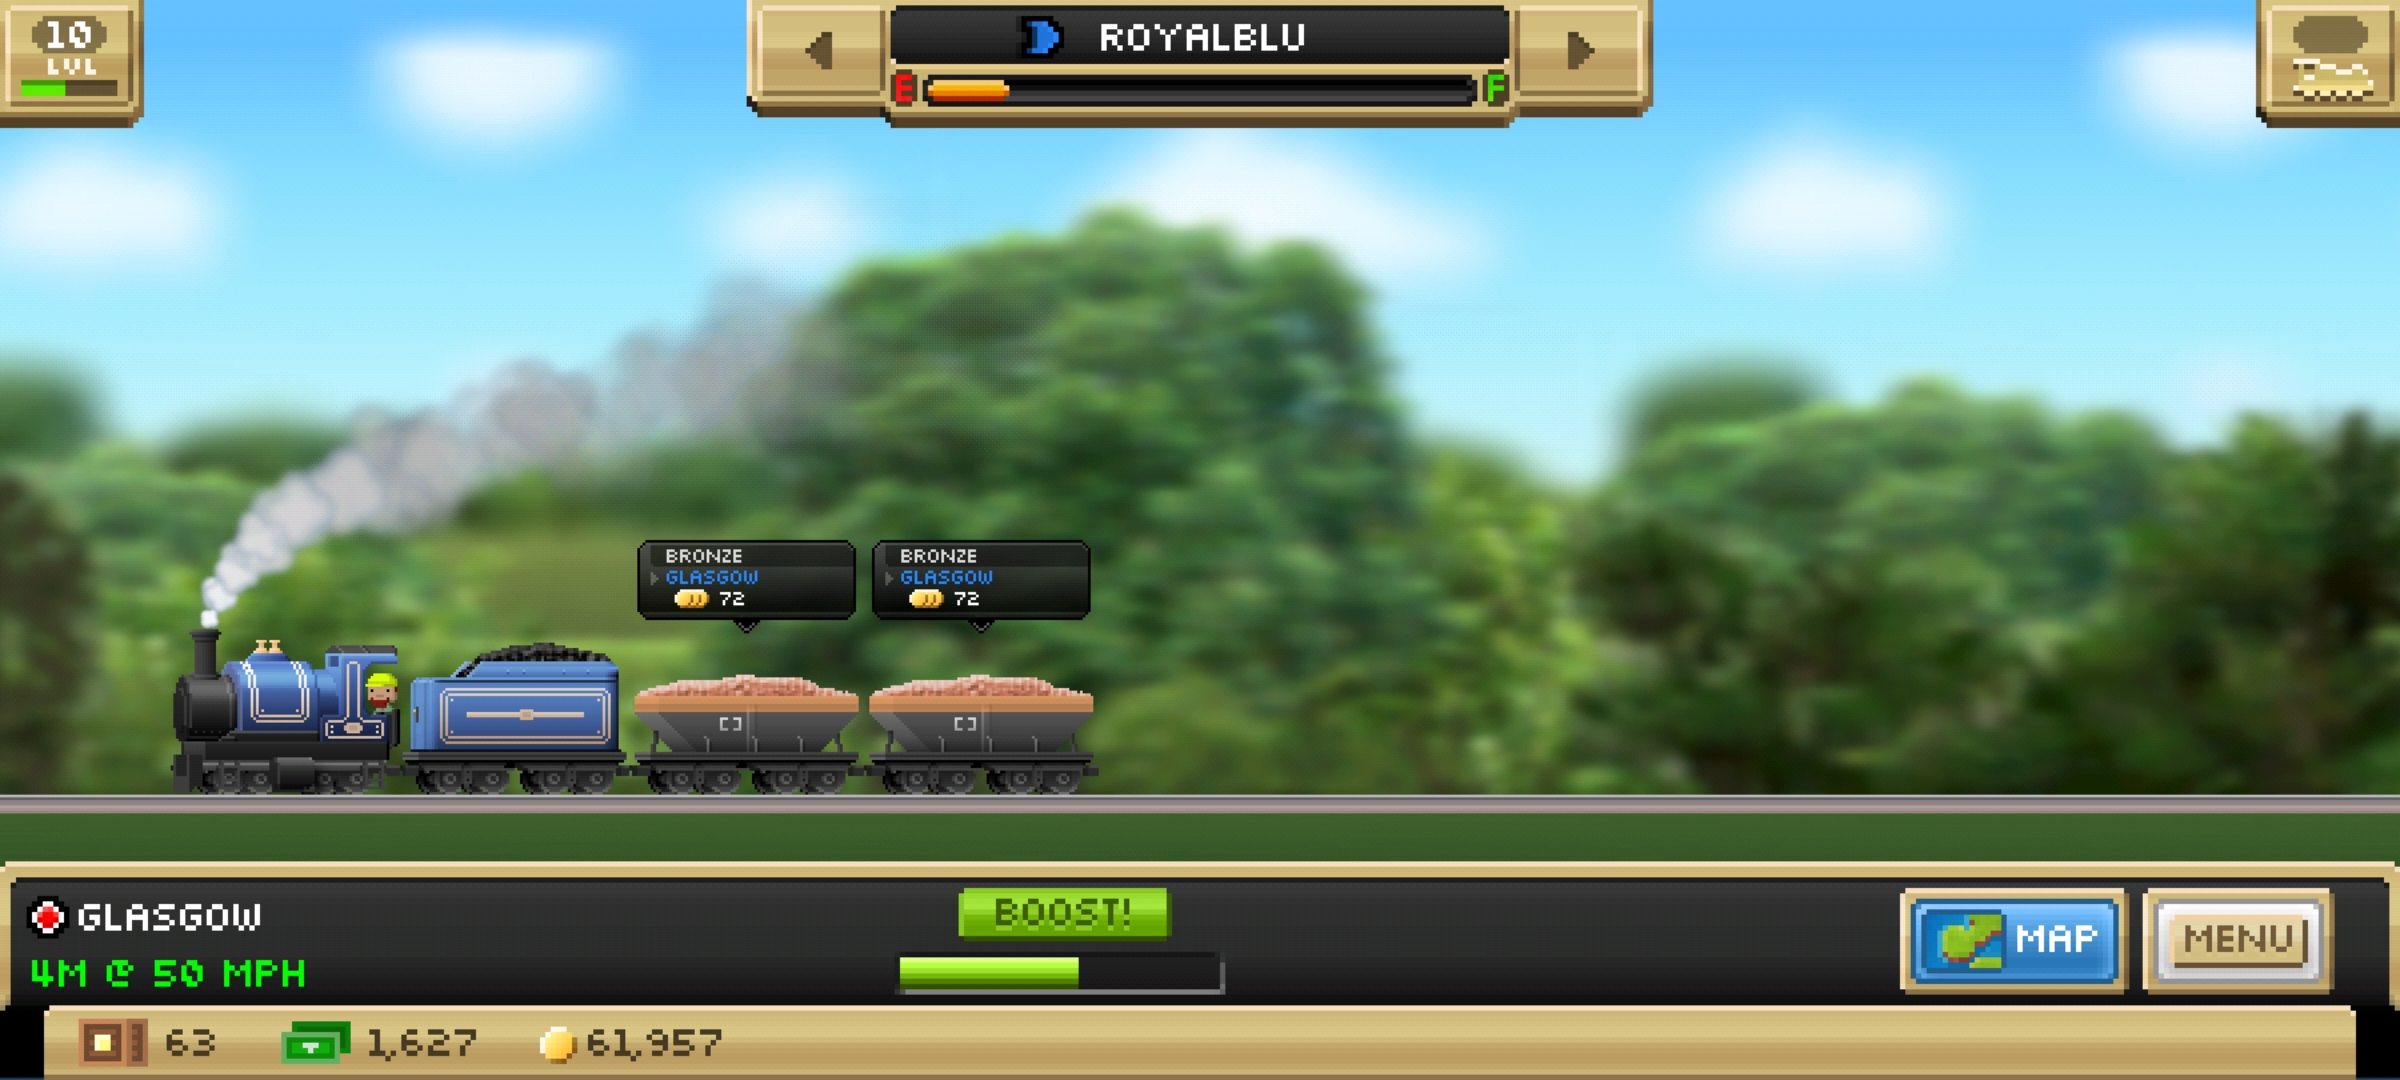 10
LVL
ROYALBLU
E F
BRONZE
GLASGOW
72
BRONZE
GLASGOW
72
GLASGOW
4M @ 50 MPH
BOOST!
MAP
MENU
63 1,627 61,957